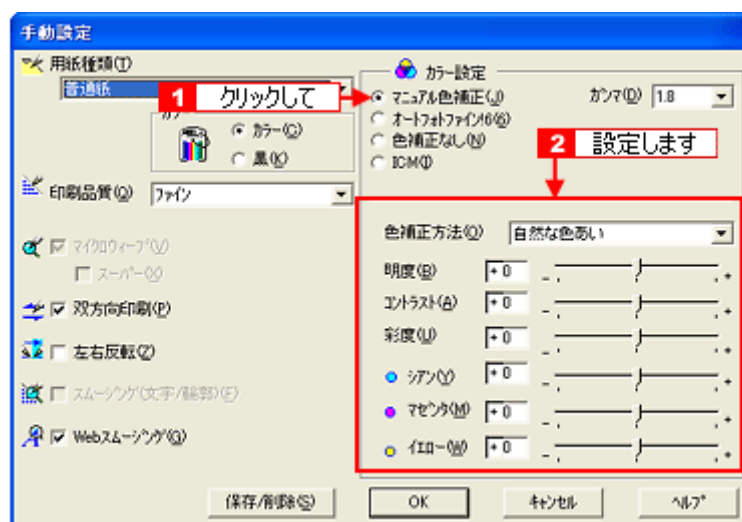 手動設定
用紙種類(T)
普通紙
1 クリックして
カラー(C)
黒(K)
印刷品質(Q) ファイン
マイクロウィーブ(V)
スーパー(X)
双方向印刷(P)
左右反転(Z)
スムージング(文字/輪郭)(F)
Webスムージング(G)
カラー設定
マニュアル色補正(J)
オートフォトファイン!6(6)
色補正なし(N)
ICM(I)
ガンマ(D) 1.8
2 設定します
色補正方法(O) 自然な色あい
明度(B) +0 - +
コントラスト(A) +0 - +
彩度(U) +0 - +
シアン(Y) +0 - +
マゼンタ(M) +0 - +
イエロー(W) +0 - +
保存/削除(S)
OK
キャンセル
ヘルプ